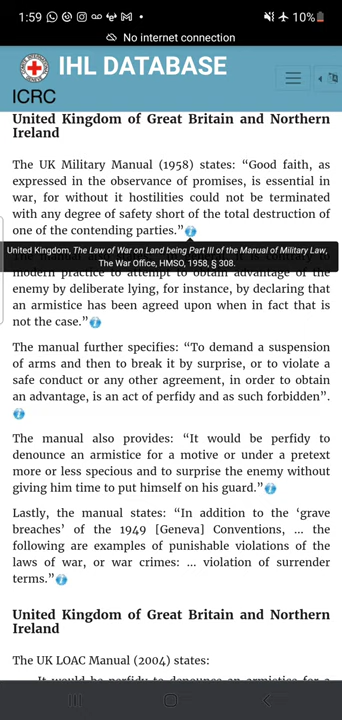 1:59
10%
No internet connection
IHL DATABASE
ICRC
United Kingdom of Great Britain and Northern
Ireland
The UK Military Manual (1958) states: “Good faith, as
expressed in the observance of promises, is essential in
war, for without it hostilities could not be terminated
with any degree of safety short of the total destruction of
one of the contending parties.”
United Kingdom, The Law of War on Land being Part III of the Manual of Military Law,
The War Office, HMSO, 1958, § 308.
modern practice to attempt to obtain advantage of the
enemy by deliberate lying, for instance, by declaring that
an armistice has been agreed upon when in fact that is
not the case.”
The manual further specifies: “To demand a suspension
of arms and then to break it by surprise, or to violate a
safe conduct or any other agreement, in order to obtain
an advantage, is an act of perfidy and as such forbidden”.
The manual also provides: “It would be perfidy to
denounce an armistice for a motive or under a pretext
more or less specious and to surprise the enemy without
giving him time to put himself on his guard.”
Lastly, the manual states: “In addition to the ‘grave
breaches’ of the 1949 [Geneva] Conventions, ... the
following are examples of punishable violations of the
laws of war, or war crimes: ... violation of surrender
terms.”
United Kingdom of Great Britain and Northern
Ireland
The UK LOAC Manual (2004) states:
It would be perfidy to denounce an armistice for a